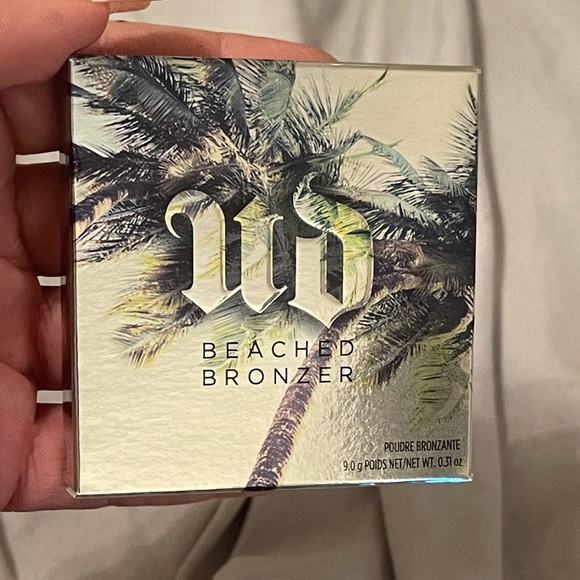 UD
BEACHED
BRONZER
POUDRE BRONZANTE
9.0 g POIDS NET/NET WT. 0.31 oz